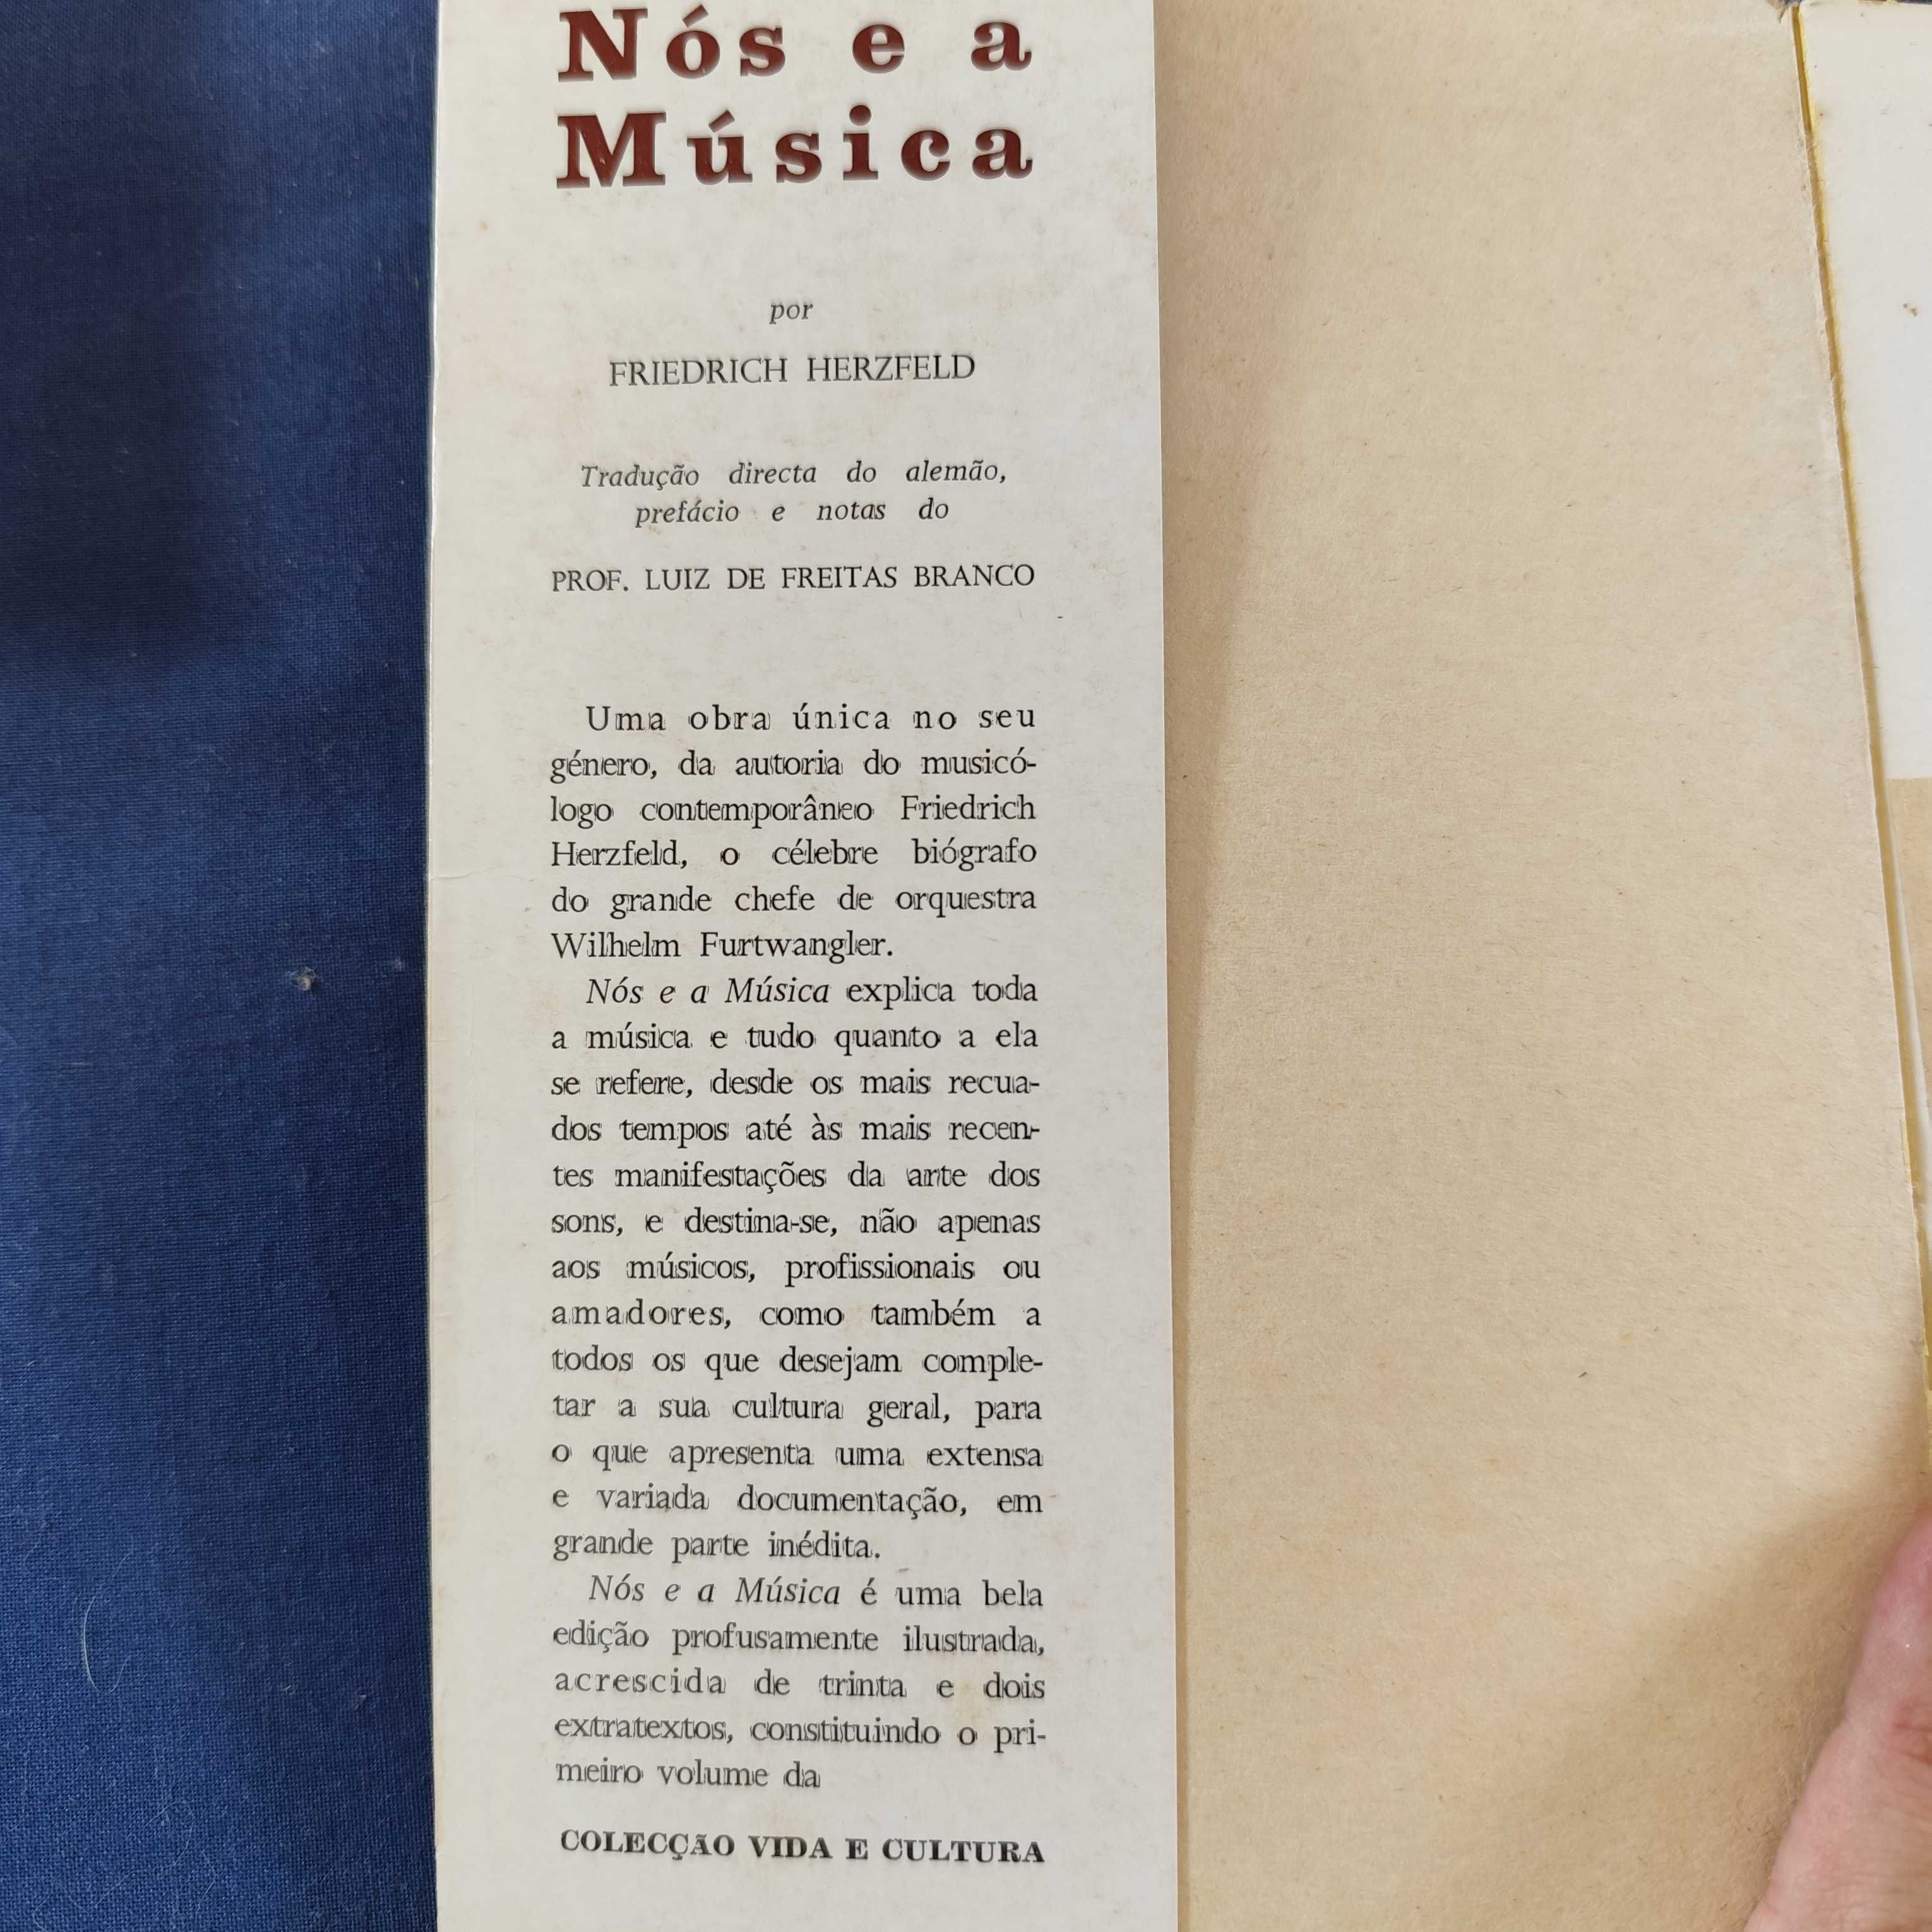 Nós e a
Música
por
FRIEDRICH HERZFELD
Tradução directa do alemão,
prefácio e notas do
PROF. LUIZ DE FREITAS BRANCO
Uma obra única no seu
género, da autoria do musicó-
logo contemporâneo Friedrich
Herzfeld, o célebre biógrafo
do grande chefe de orquestra
Wilhelm Furtwangler.
Nós e a Música explica toda
a música e tudo quanto a ela
se refere, desde os mais recua-
dos tempos até às mais recen-
tes manifestações da arte dos
sons, e destina-se, não apenas
aos músicos, profissionais ou
amadores, como também a
todos os que desejam comple-
tar a sua cultura geral, para
o que apresenta uma extensa
e variada documentação, em
grande parte inédita.
Nós e a Música é uma bela
edição profusamente ilustrada,
acrescida de trinta e dois
extratextos, constituindo o pri-
meiro volume da
COLECÇÃO VIDA E CULTURA